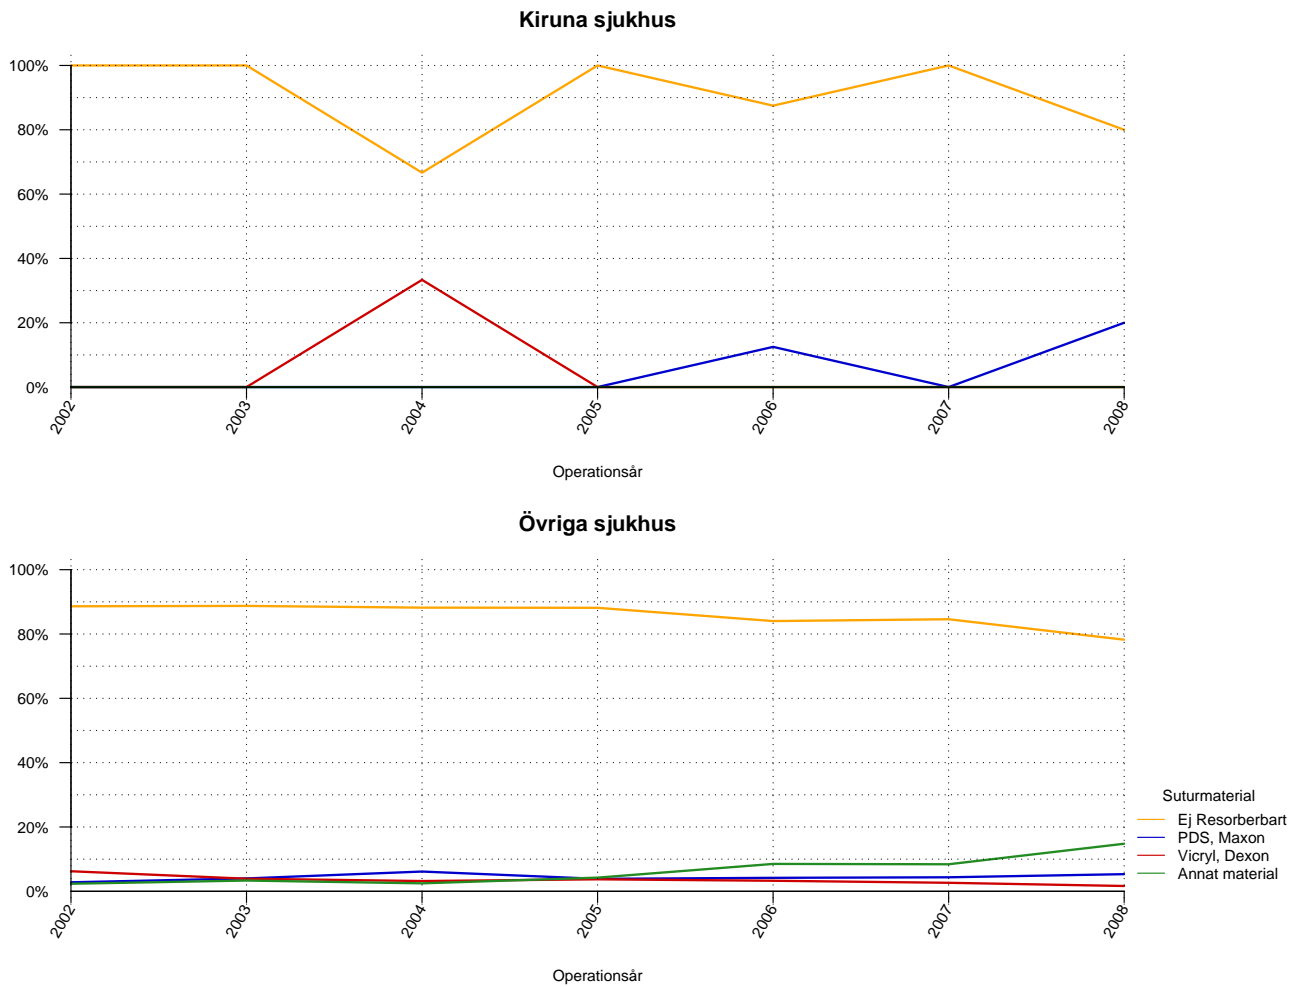 Kiruna sjukhus
100%
80%
60%
40%
20%
0%
2002 2003 2004 2005 2006 2007 2008
Operationsår
Övriga sjukhus
100%
80%
60%
40%
20%
0%
2002 2003 2004 2005 2006 2007 2008
Operationsår
Suturmaterial
Ej Resorberbart
PDS, Maxon
Vicryl, Dexon
Annat material